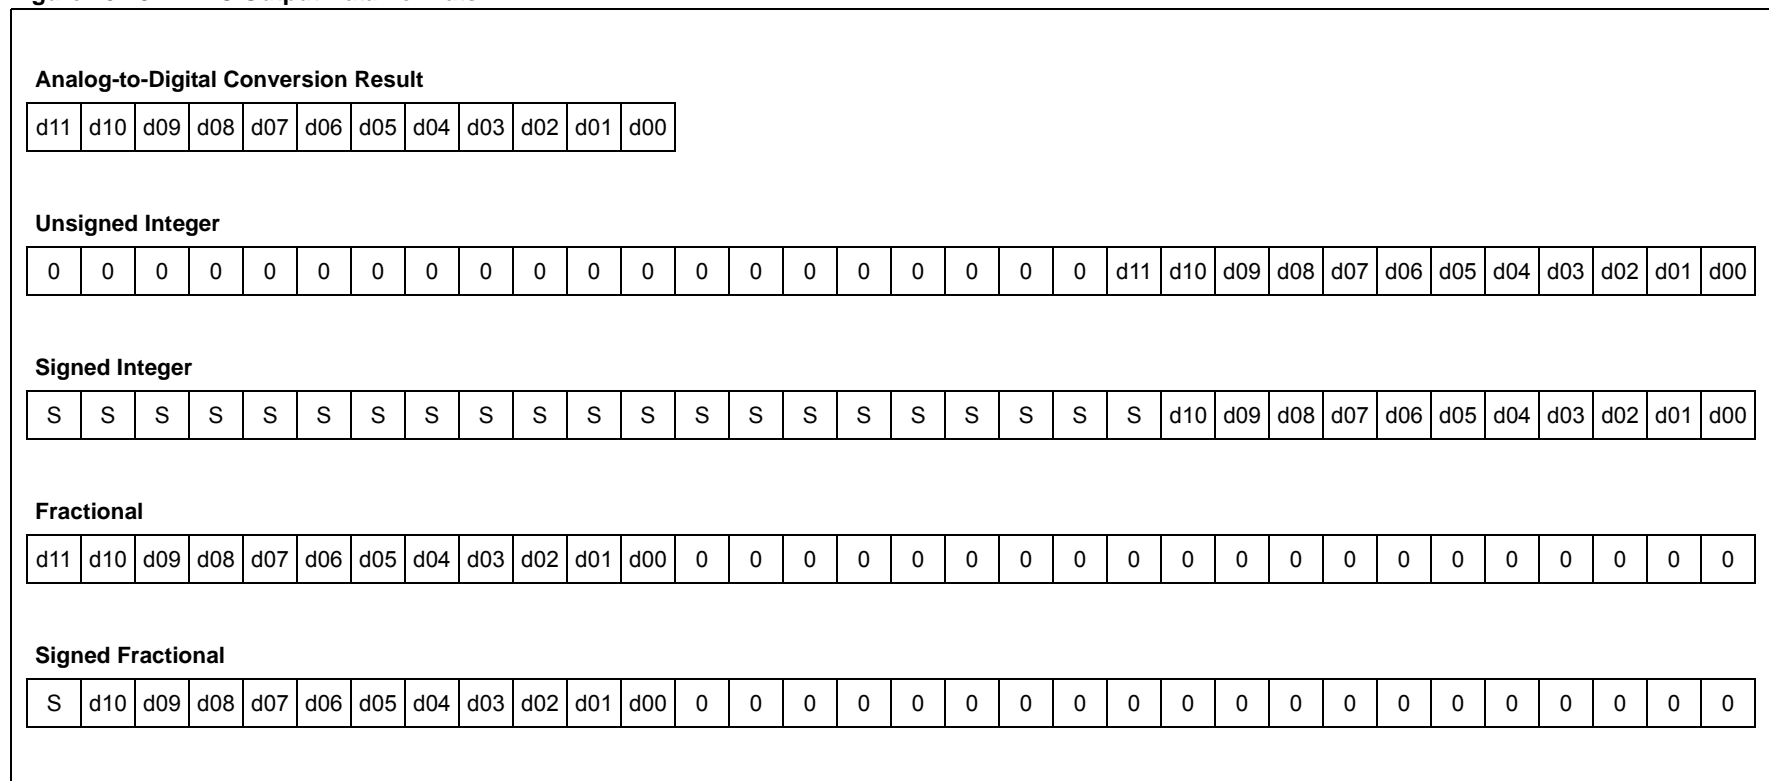 Figure Output Data Formats
Analog-to-Digital Conversion Result
d11 d10 d09 d08 d07 d06 d05 d04 d03 d02 d01 d00
Unsigned Integer
0 0 0 0 0 0 0 0 0 0 0 0 0 0 0 0 0 0 0 0 d11 d10 d09 d08 d07 d06 d05 d04 d03 d02 d01 d00
Signed Integer
S S S S S S S S S S S S S S S S S S S S S d10 d09 d08 d07 d06 d05 d04 d03 d02 d01 d00
Fractional
d11 d10 d09 d08 d07 d06 d05 d04 d03 d02 d01 d00 0 0 0 0 0 0 0 0 0 0 0 0 0 0 0 0 0 0 0 0
Signed Fractional
S d10 d09 d08 d07 d06 d05 d04 d03 d02 d01 d00 0 0 0 0 0 0 0 0 0 0 0 0 0 0 0 0 0 0 0 0